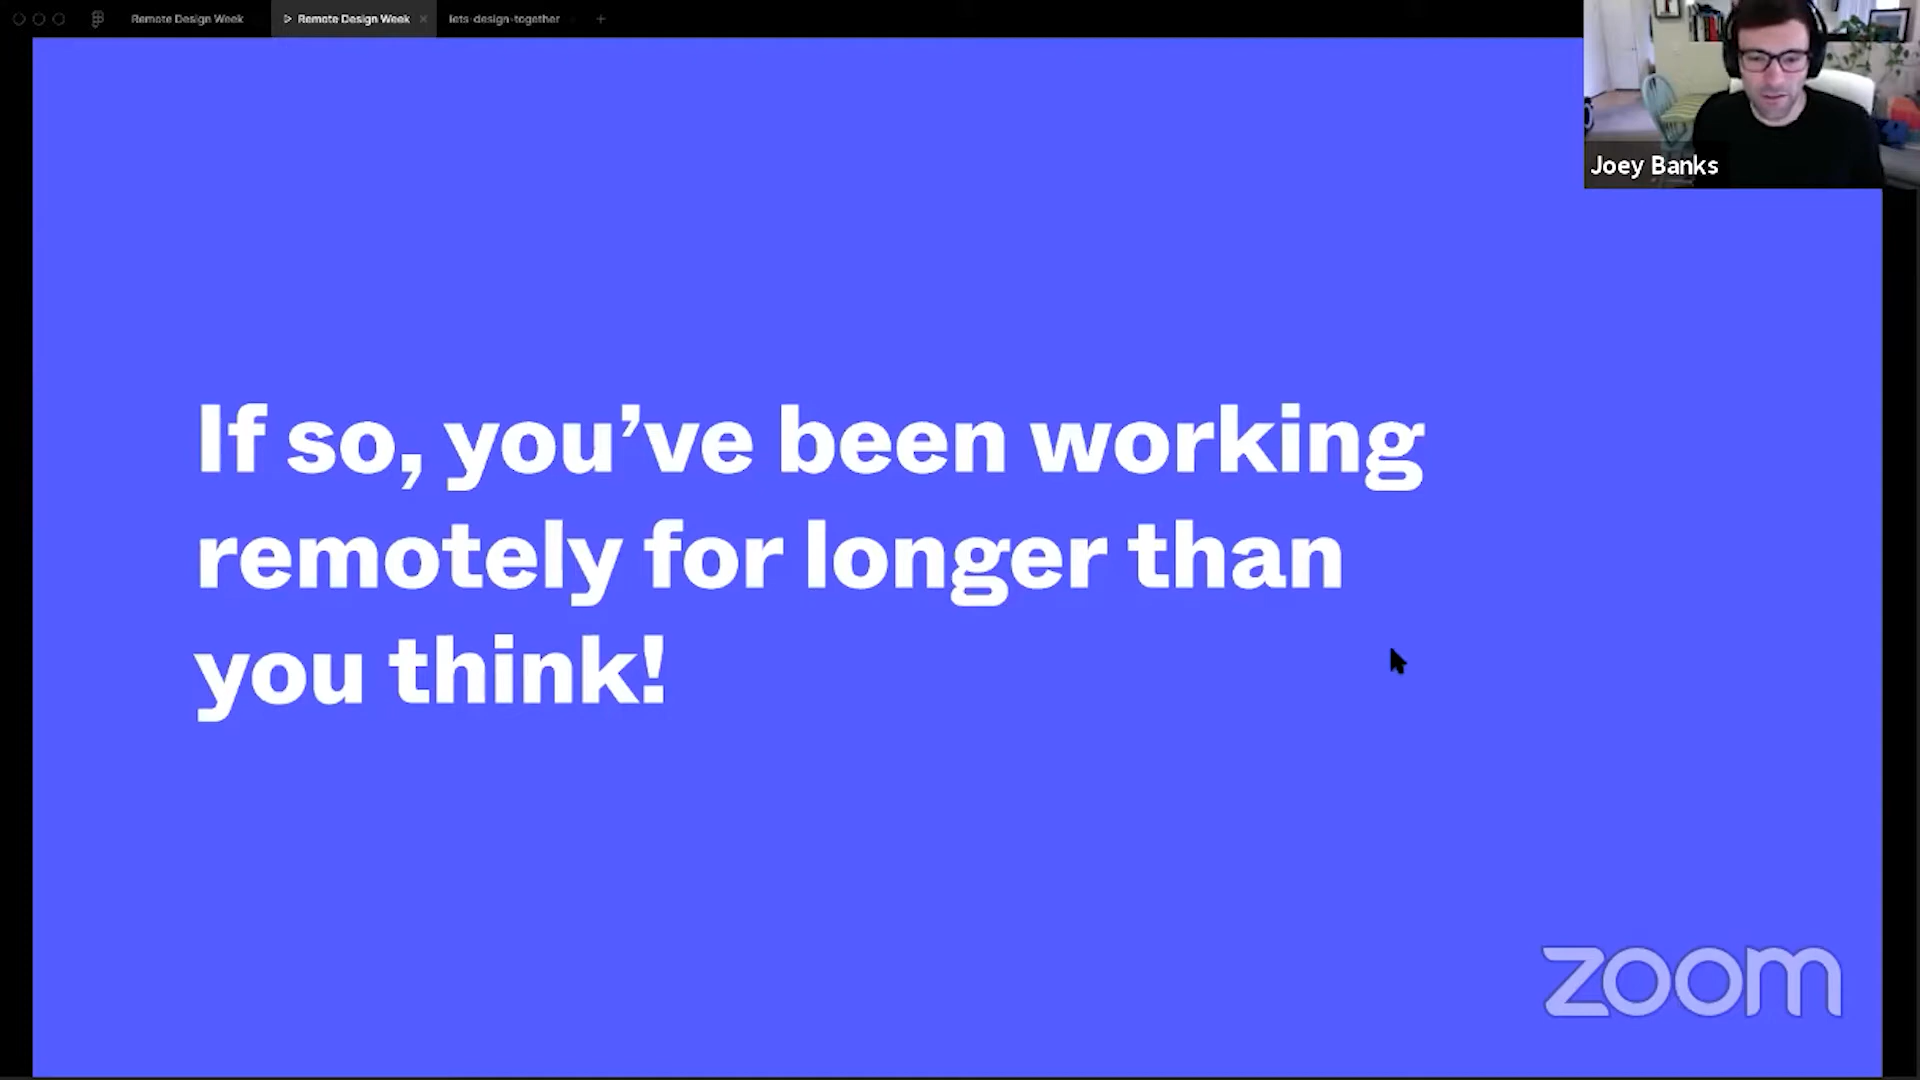 Remote Design Week
Remote Design Week
lets-design-together
Joey Banks
If so, you’ve been working
remotely for longer than
you think!
zoom